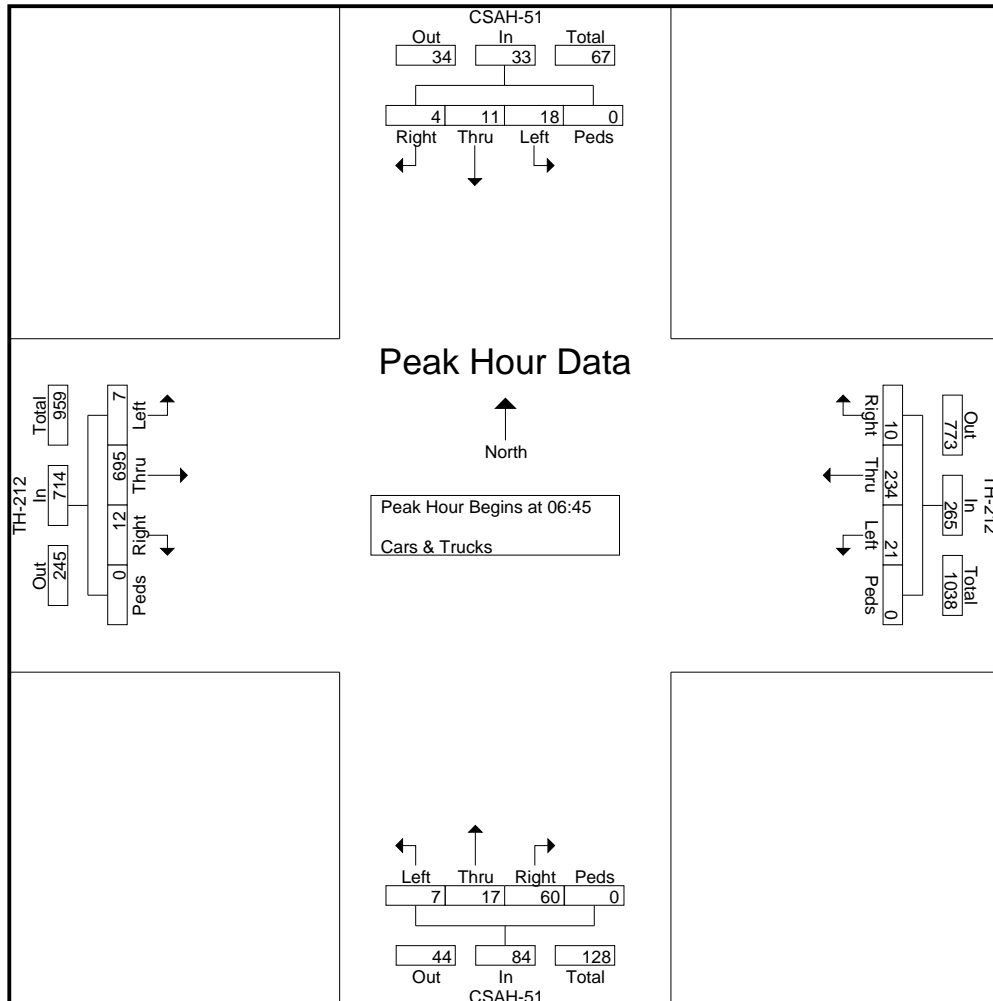 CSAH-51
Out In Total
34 33 67
4 11 18 0
Right Thru Left Peds
Peak Hour Data
North
Peak Hour Begins at 06:45
Cars & Trucks
TH-212
Total In Out
959 714 245
7 695 12 0
Left Thru Right Peds
TH-212
Out In Total
773 265 1038
10 234 21 0
Right Thru Left Peds
Left Thru Right Peds
7 17 60 0
44 84 128
Out In Total
CSAH-51